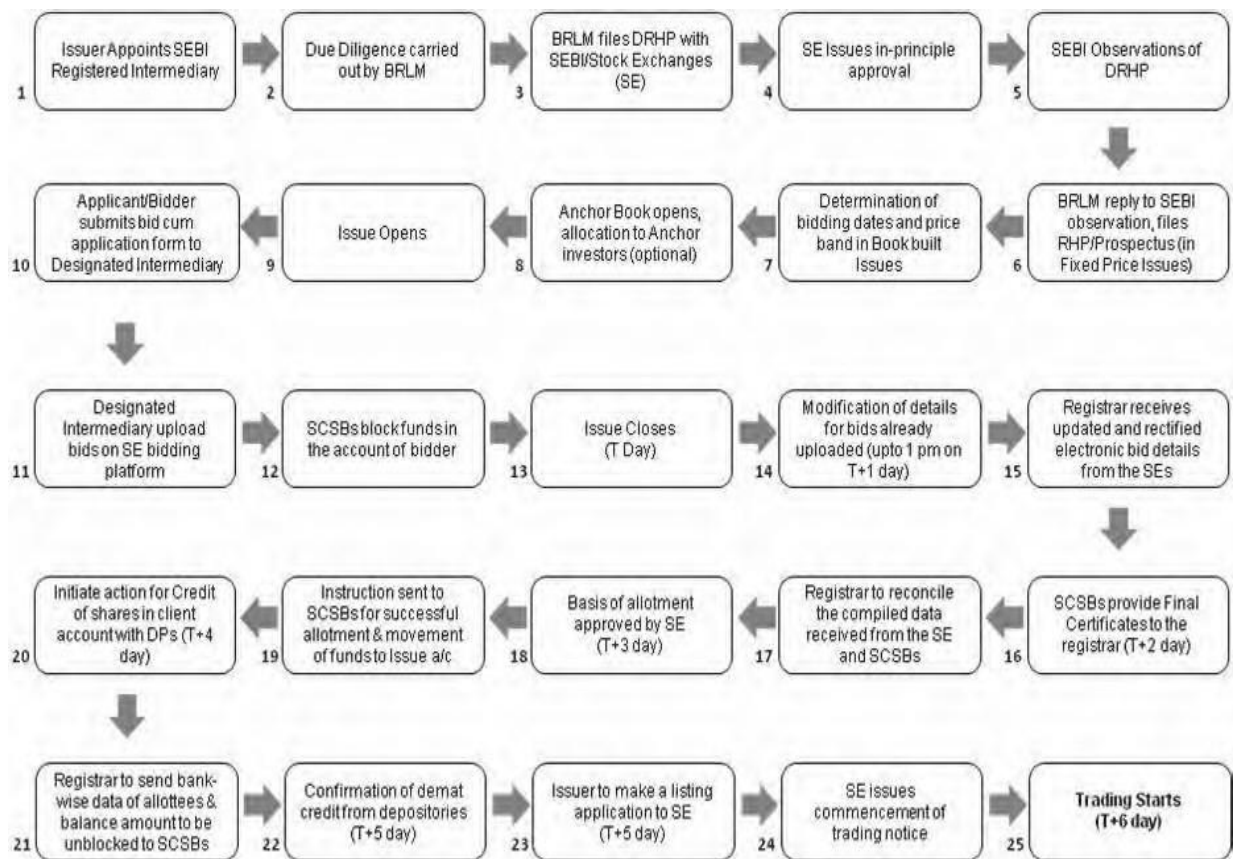 Issuer Appoints SEBI
Registered Intermediary
1
Due Diligence carried
out by BRLM
2
BRLM files DRHP with
SEBI/Stock Exchanges
(SE)
3
SE Issues in-principle
approval
4
SEBI Observations of
DRHP
5
BRLM reply to SEBI
observation, files
RHP/Prospectus (in
Fixed Price Issues)
6
Determination of
bidding dates and price
band in Book built
Issues
7
Anchor Book opens,
allocation to Anchor
investors (optional)
8
Issue Opens
9
Applicant/Bidder
submits bid cum
application form to
Designated Intermediary
10
Designated
Intermediary upload
bids on SE bidding
platform
11
SCSBs block funds in
the account of bidder
12
Issue Closes
(T Day)
13
Modification of details
for bids already
uploaded (upto 1 pm on
T+1 day)
14
Registrar receives
updated and rectified
electronic bid details
from the SEs
15
SCSBs provide Final
Certificates to the
registrar (T+2 day)
16
Registrar to reconcile
the compiled data
received from the SE
and SCSBs
17
Basis of allotment
approved by SE
(T+3 day)
18
Instruction sent to
SCSBs for successful
allotment & movement
of funds to Issue a/c
19
Initiate action for Credit
of shares in client
account with DPs (T+4
day)
20
Registrar to send bank-
wise data of allottees &
balance amount to be
unblocked to SCSBs
21
Confirmation of demat
credit from depositories
(T+5 day)
22
Issuer to make a listing
application to SE
(T+5 day)
23
SE issues
commencement of
trading notice
24
Trading Starts
(T+6 day)
25